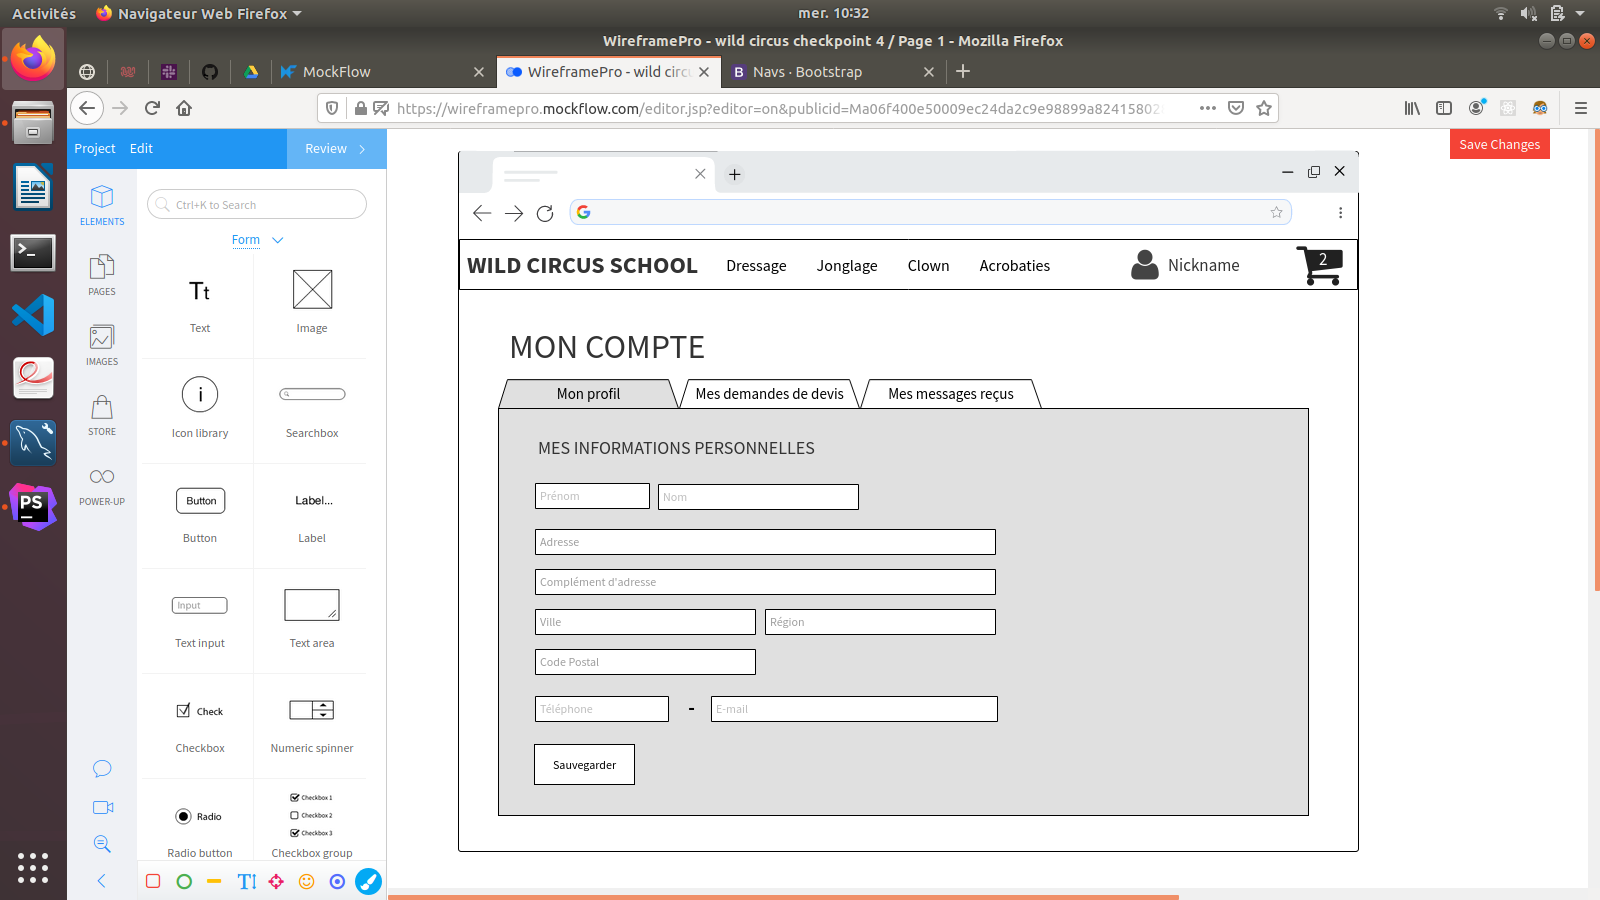 Activités
Navigateur Web Firefox
mer. 10:32
WireframePro - wild circus checkpoint 4 / Page 1 - Mozilla Firefox
MockFlow
WireframePro - wild circ
B Navs · Bootstrap
https://wireframepro.mockflow.com/editor.jsp?editor=on&publicid=Ma06f400e50009ec24da2c9e98899a8241580
Project Edit Review
Save Changes
Ctrl+K to Search
Form
ELEMENTS
PAGES
IMAGES
STORE
POWER-UP
Tt
Text
Image
i
Icon library
Searchbox
Button
Button
Label...
Label
Input
Text input
Text area
Check
Checkbox
Numeric spinner
Radio
Radio button
Checkbox 1
Checkbox 2
Checkbox 3
Checkbox group
PS
WILD CIRCUS SCHOOL
Dressage
Jonglage
Clown
Acrobaties
Nickname
2
MON COMPTE
Mon profil
Mes demandes de devis
Mes messages reçus
MES INFORMATIONS PERSONNELLES
Prénom
Nom
Adresse
Complément d'adresse
Ville
Région
Code Postal
Téléphone
-
E-mail
Sauvegarder